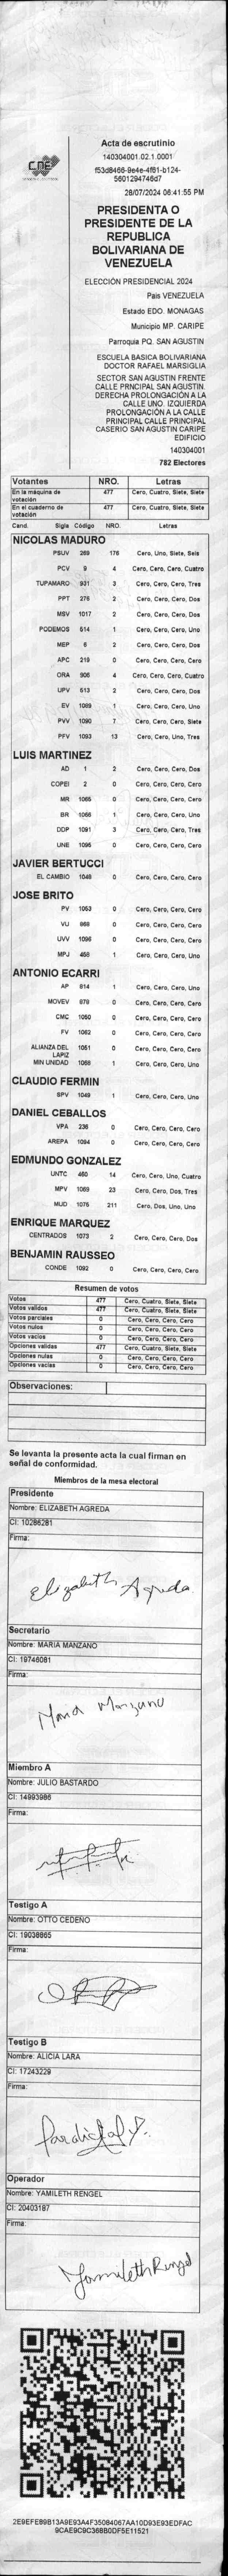 CNE
Acta de escrutinio
140304001.02.1.0001
f53d8466-9e4e-4f81-b124-
5601294746d7
28/07/2024 06:41:55 PM
PRESIDENTA O
PRESIDENTE DE LA
REPUBLICA
BOLIVARIANA DE
VENEZUELA
ELECCIÓN PRESIDENCIAL 2024
Pais VENEZUELA
Estado EDO. MONAGAS
Municipio MP. CARIPE
Parroquia PQ. SAN AGUSTIN
ESCUELA BASICA BOLIVARIANA
DOCTOR RAFAEL MARSIGLIA
SECTOR SAN AGUSTIN FRENTE
CALLE PRNCIPAL SAN AGUSTIN.
DERECHA PROLONGACIÓN A LA
CALLE UNO. IZQUIERDA
PROLONGACIÓN A LA CALLE
PRINCIPAL CALLE PRINCIPAL
CASERIO SAN AGUSTIN CARIPE
EDIFICIO
140304001
782 Electores
Votantes NRO. Letras
En la máquina de votación 477 Cero, Cuatro, Siete, Siete
En el cuaderno de votación 477 Cero, Cuatro, Siete, Siete
Cand. Sigla Código NRO. Letras
NICOLAS MADURO
PSUV 269 176 Cero, Uno, Siete, Seis
PCV 9 4 Cero, Cero, Cero, Cuatro
TUPAMARO 931 3 Cero, Cero, Cero, Tres
PPT 276 2 Cero, Cero, Cero, Dos
MSV 1017 2 Cero, Cero, Cero, Dos
PODEMOS 514 1 Cero, Cero, Cero, Uno
MEP 6 2 Cero, Cero, Cero, Dos
APC 219 0 Cero, Cero, Cero, Cero
ORA 906 4 Cero, Cero, Cero, Cuatro
UPV 613 2 Cero, Cero, Cero, Dos
EV 1089 1 Cero, Cero, Cero, Uno
PVV 1090 7 Cero, Cero, Cero, Siete
PFV 1093 13 Cero, Cero, Uno, Tres
LUIS MARTINEZ
AD 1 2 Cero, Cero, Cero, Dos
COPEI 2 0 Cero, Cero, Cero, Cero
MR 1065 0 Cero, Cero, Cero, Cero
BR 1066 1 Cero, Cero, Cero, Uno
DDP 1091 3 Cero, Cero, Cero, Tres
UNE 1095 0 Cero, Cero, Cero, Cero
JAVIER BERTUCCI
EL CAMBIO 1046 0 Cero, Cero, Cero, Cero
JOSE BRITO
PV 1053 0 Cero, Cero, Cero, Cero
VU 868 0 Cero, Cero, Cero, Cero
UVV 1096 0 Cero, Cero, Cero, Cero
MPJ 458 1 Cero, Cero, Cero, Uno
ANTONIO ECARRI
AP 814 1 Cero, Cero, Cero, Uno
MOVEV 979 0 Cero, Cero, Cero, Cero
CMC 1050 0 Cero, Cero, Cero, Cero
FV 1062 0 Cero, Cero, Cero, Cero
ALIANZA DEL LAPIZ 1051 0 Cero, Cero, Cero, Cero
MIN UNIDAD 1068 1 Cero, Cero, Cero, Uno
CLAUDIO FERMIN
SPV 1049 1 Cero, Cero, Cero, Uno
DANIEL CEBALLOS
VPA 236 0 Cero, Cero, Cero, Cero
AREPA 1094 0 Cero, Cero, Cero, Cero
EDMUNDO GONZALEZ
UNTC 460 14 Cero, Cero, Uno, Cuatro
MPV 1069 23 Cero, Cero, Dos, Tres
MUD 1075 211 Cero, Dos, Uno, Uno
ENRIQUE MARQUEZ
CENTRADOS 1073 2 Cero, Cero, Cero, Dos
BENJAMIN RAUSSEO
CONDE 1092 0 Cero, Cero, Cero, Cero
Resumen de votos
Votos 477 Cero, Cuatro, Siete, Siete
Votos validos 477 Cero, Cuatro, Siete, Siete
Votos parciales 0 Cero, Cero, Cero, Cero
Votos nulos 0 Cero, Cero, Cero, Cero
Votos vacios 0 Cero, Cero, Cero, Cero
Opciones validas 477 Cero, Cuatro, Siete, Siete
Opciones nulas 0 Cero, Cero, Cero, Cero
Opciones vacias 0 Cero, Cero, Cero, Cero
Observaciones:
Se levanta la presente acta la cual firman en
señal de conformidad.
Miembros de la mesa electoral
Presidente
Nombre: ELIZABETH AGREDA
CI: 10286281
Firma:
Elizabeth Agreda
Secretario
Nombre: MARIA MANZANO
CI: 19746081
Firma:
Maria Manzano
Miembro A
Nombre: JULIO BASTARDO
CI: 14993986
Firma:
Testigo A
Nombre: OTTO CEDEÑO
CI: 19038865
Firma:
Testigo B
Nombre: ALICIA LARA
CI: 17243229
Firma:
Operador
Nombre: YAMILETH RENGEL
CI: 20403187
Firma:
Yamileth Rengel
2E9EFE89B13A9E93A4F35084067AA10D93E93EDFAC
9CAE9C9C368B0DF5E11521